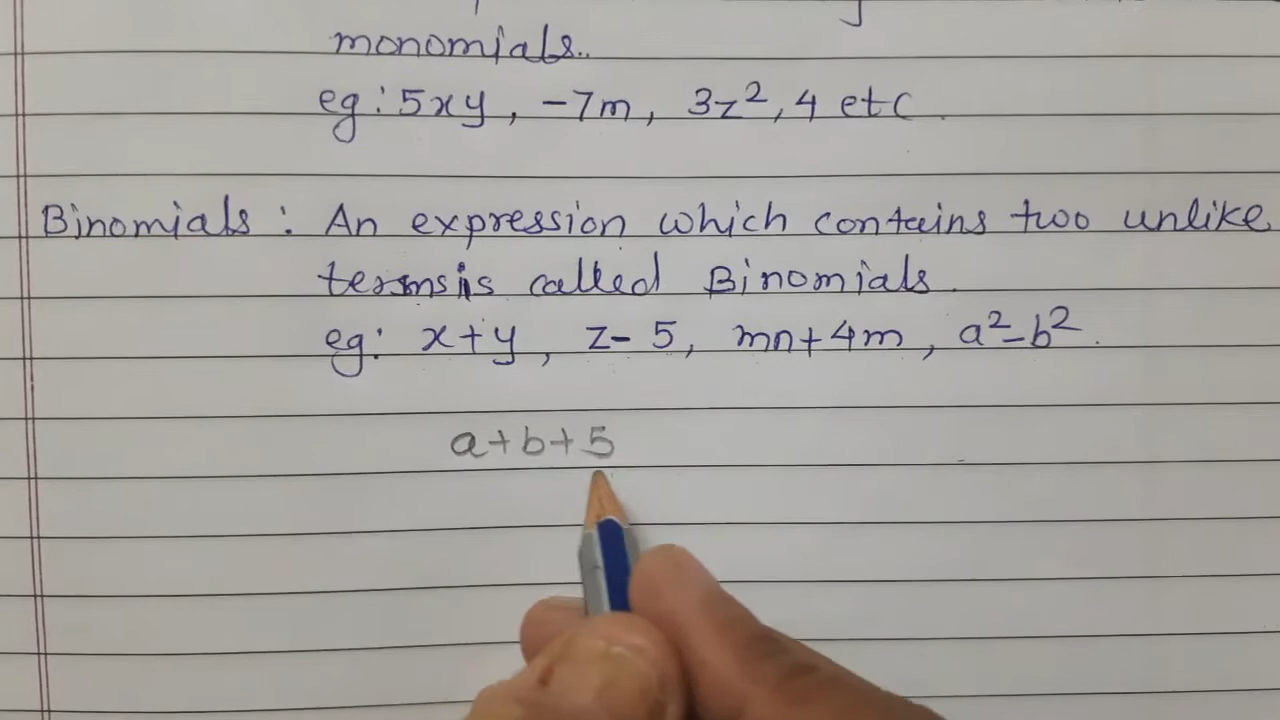 monomials..
eg: 5xy, -7m, 3z², 4 etc.
Binomials: An expression which contains two unlike
terms is called Binomials.
eg: x+y, z-5, mn+4m, a²-b².
a+b+5